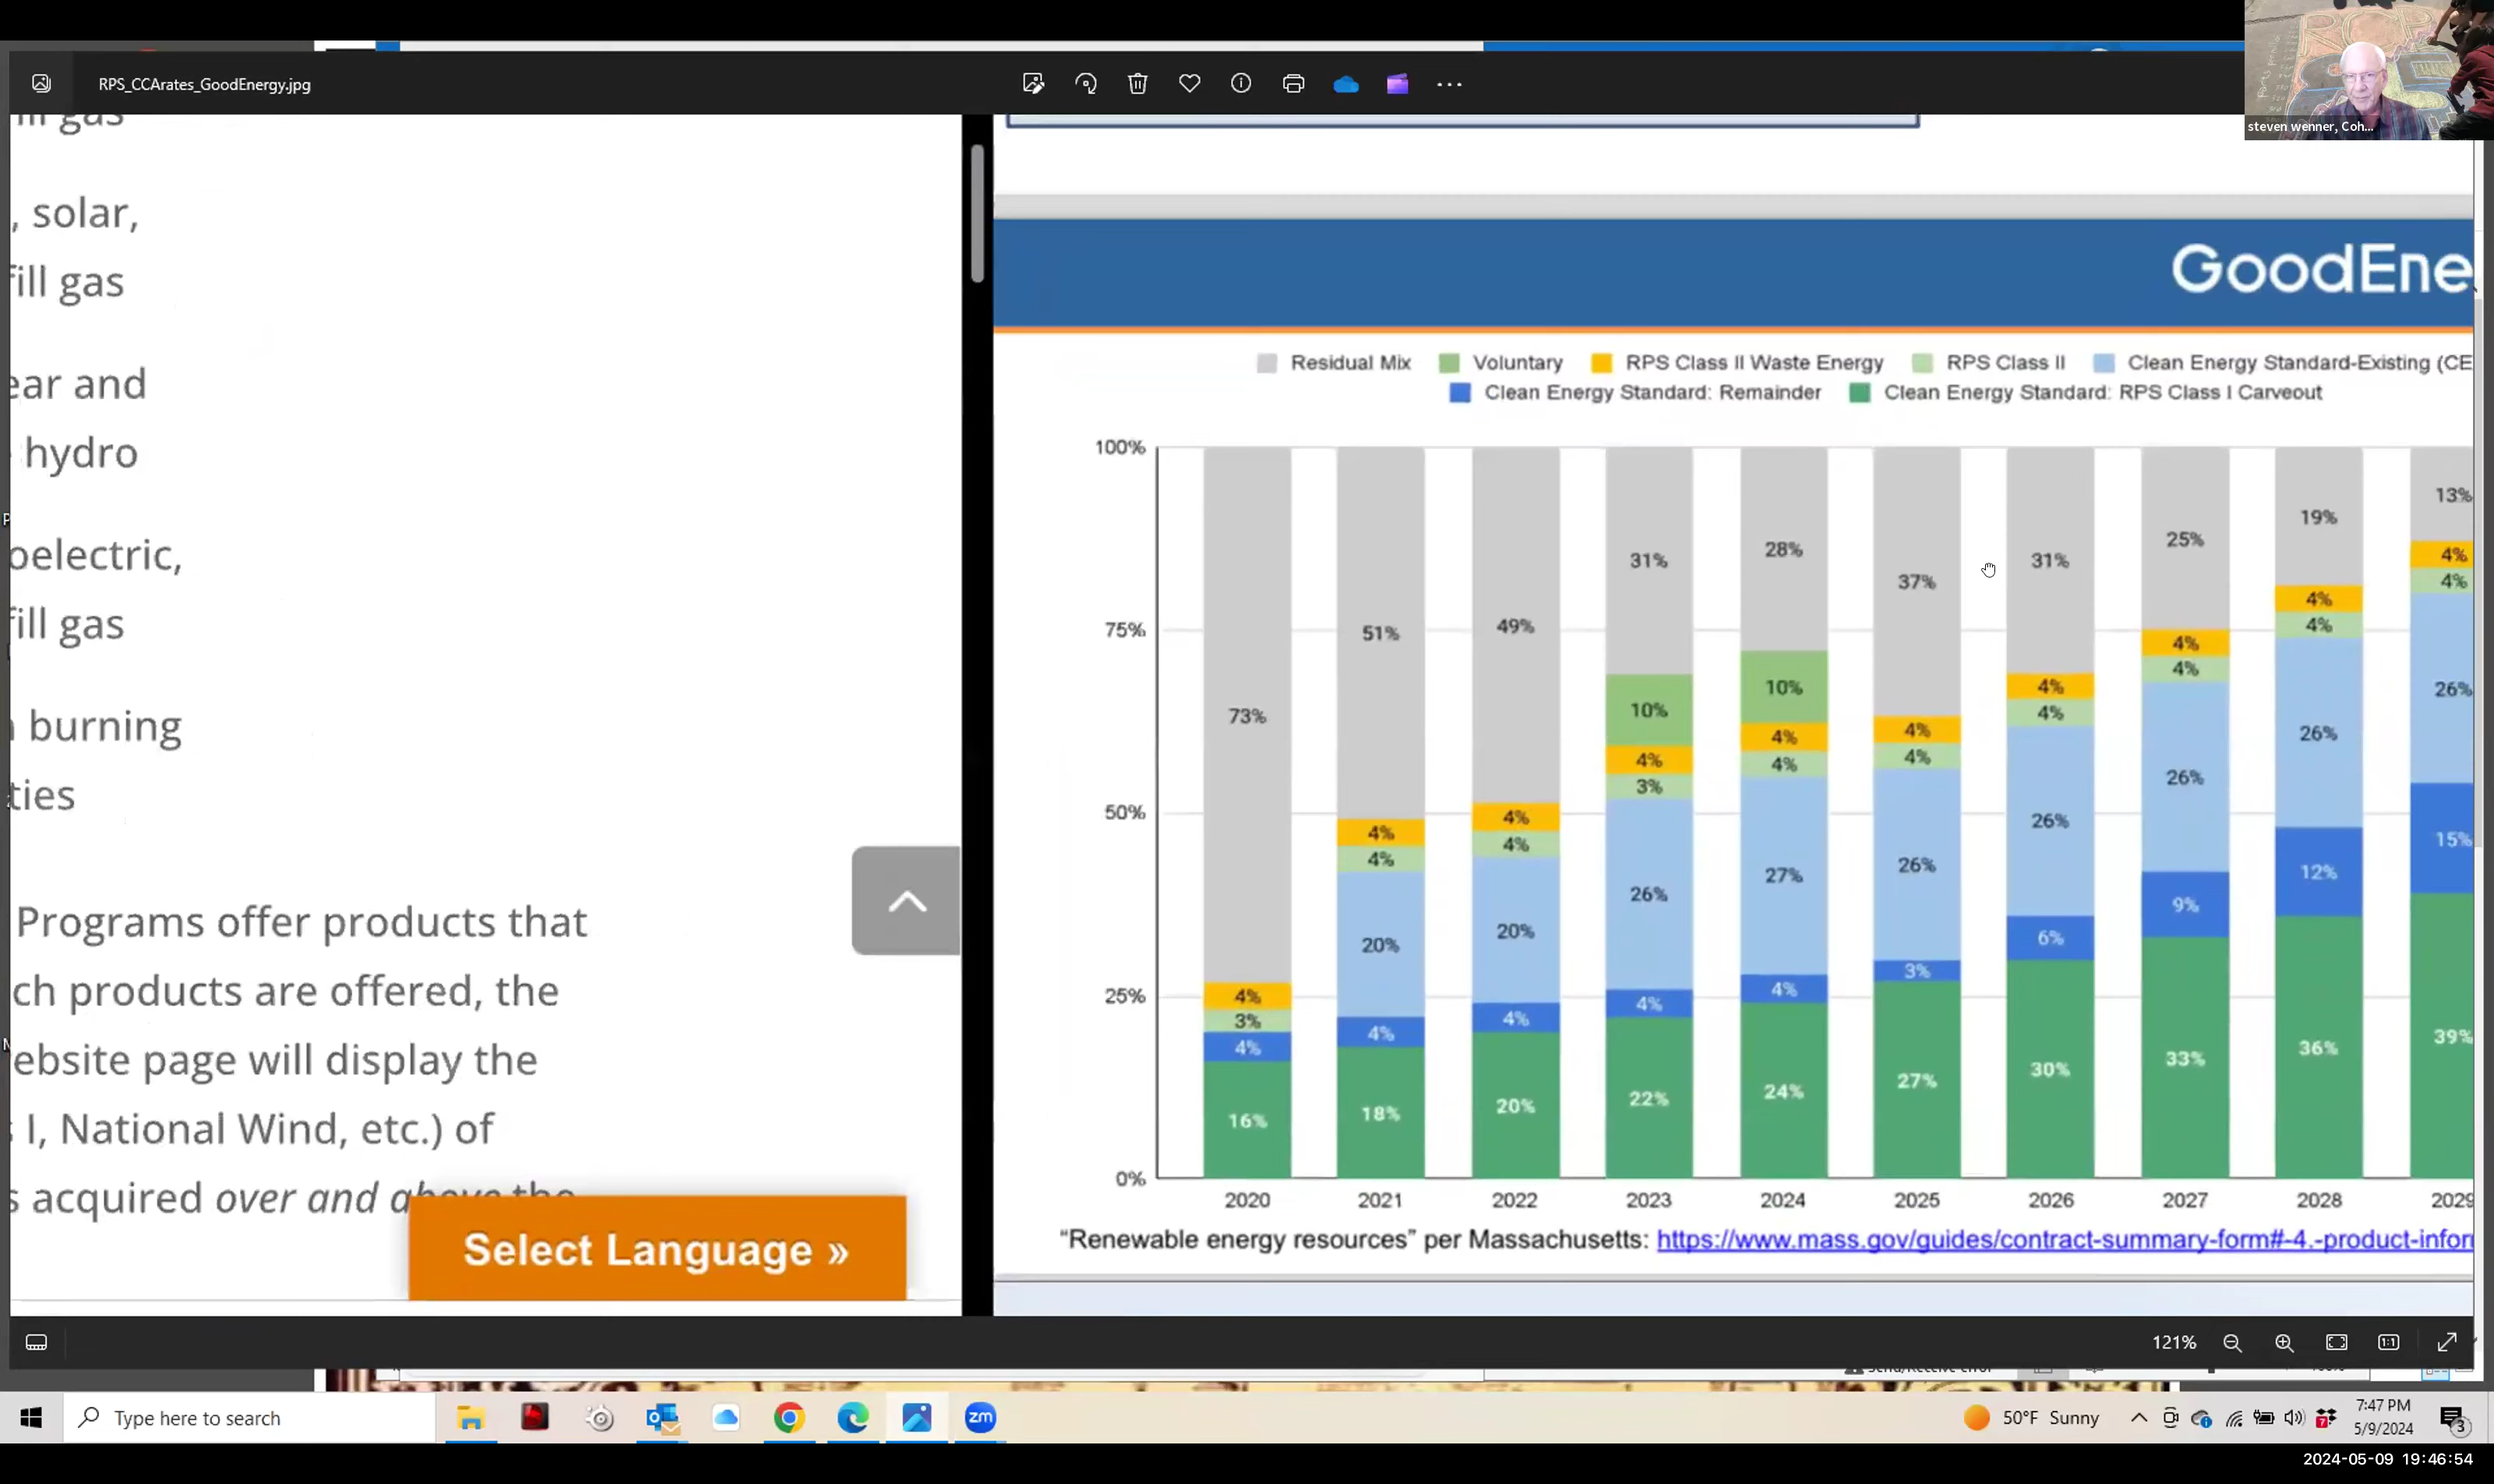 RPS_CCArates_GoodEnergy.jpg
steven wenner, Coh...
ill gas
, solar,
fill gas
ear and
hydro
oelectric,
fill gas
burning
ties
Programs offer products that
ch products are offered, the
ebsite page will display the
I, National Wind, etc.) of
s acquired over and above the
Select Language »
GoodEne
Residual Mix Voluntary RPS Class II Waste Energy RPS Class II Clean Energy Standard-Existing (CE
Clean Energy Standard: Remainder Clean Energy Standard: RPS Class I Carveout
100%
75%
50%
25%
0%
73% 4% 3% 4% 16%
51% 4% 4% 20% 4% 18%
49% 4% 4% 20% 4% 20%
31% 10% 4% 3% 26% 4% 22%
28% 10% 4% 4% 27% 4% 24%
37% 4% 4% 26% 3% 27%
31% 4% 4% 26% 6% 30%
25% 4% 4% 26% 9% 33%
19% 4% 4% 26% 12% 36%
13% 4% 4% 26% 15% 39%
2020 2021 2022 2023 2024 2025 2026 2027 2028 2029
“Renewable energy resources” per Massachusetts: https://www.mass.gov/guides/contract-summary-form#-4.-product-infor
121%
1:1
Type here to search
zm
50°F Sunny
7:47 PM
5/9/2024
3
2024-05-09 19:46:54